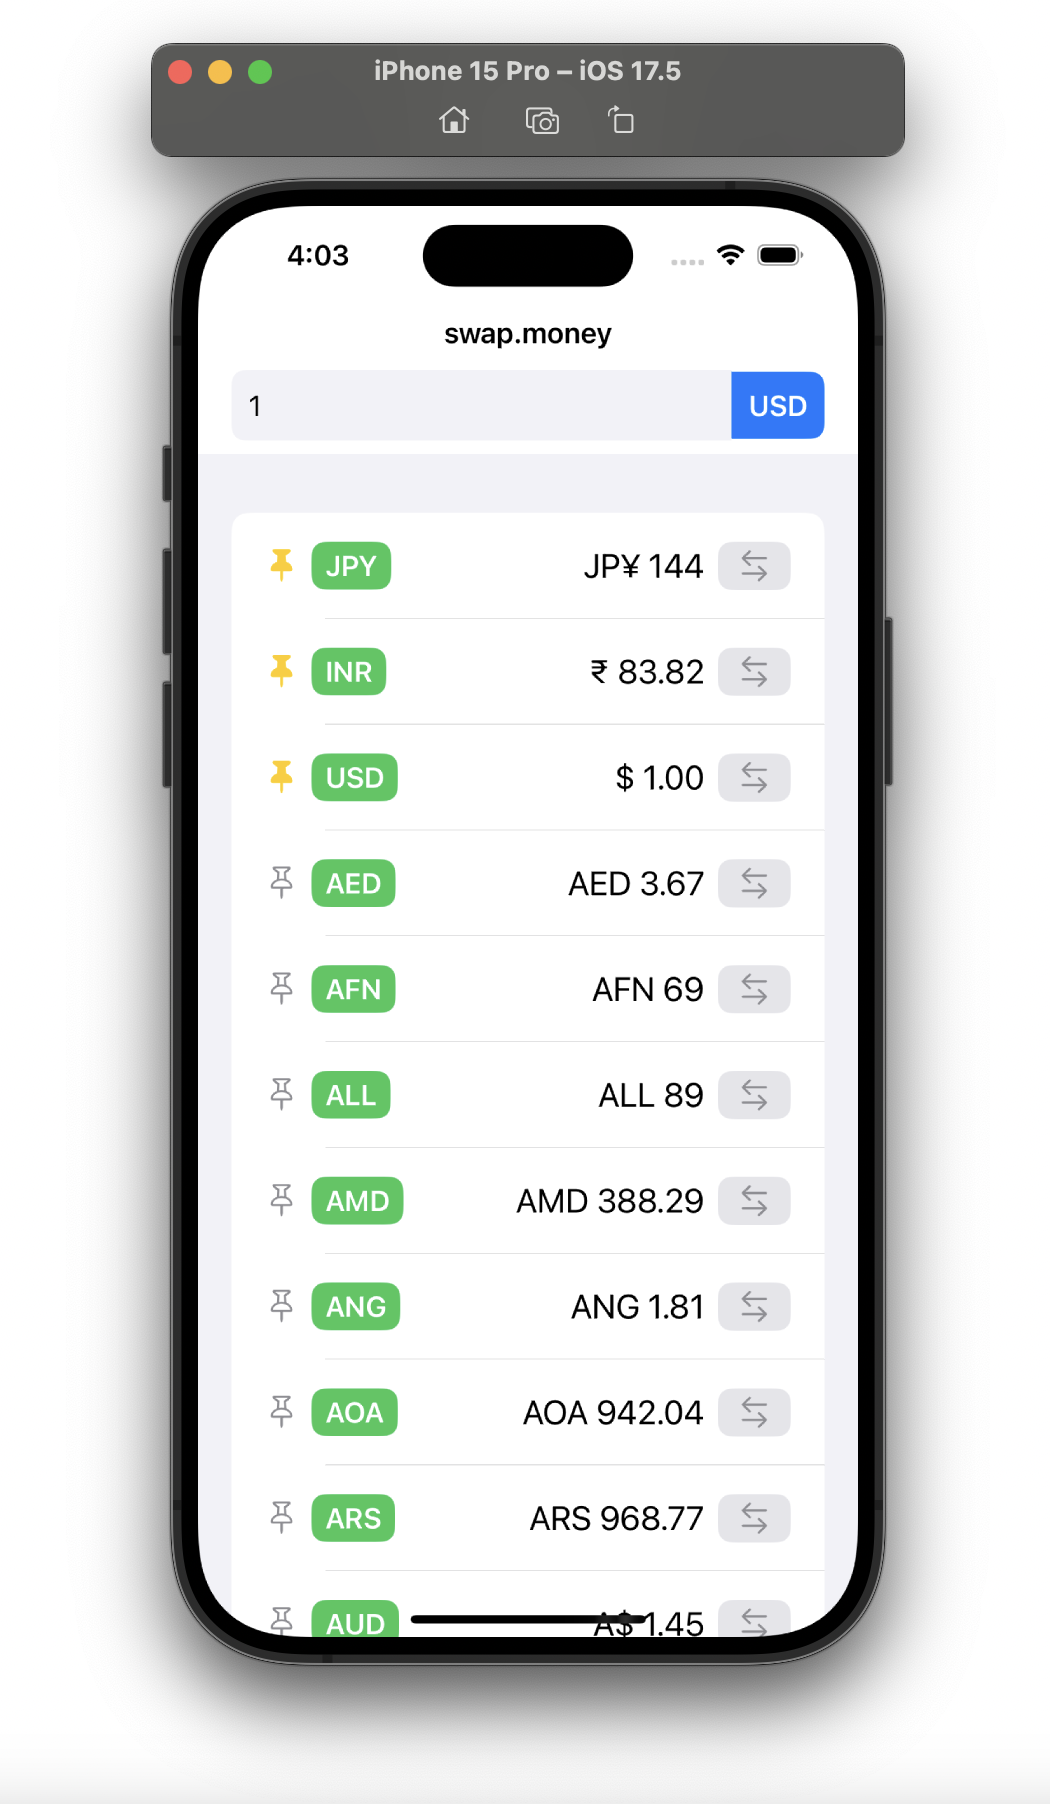 iPhone 15 Pro – iOS 17.5
4:03
swap.money
1 USD
JPY JP¥ 144
INR ₹ 83.82
USD $ 1.00
AED AED 3.67
AFN AFN 69
ALL ALL 89
AMD AMD 388.29
ANG ANG 1.81
AOA AOA 942.04
ARS ARS 968.77
AUD A$ 1.45